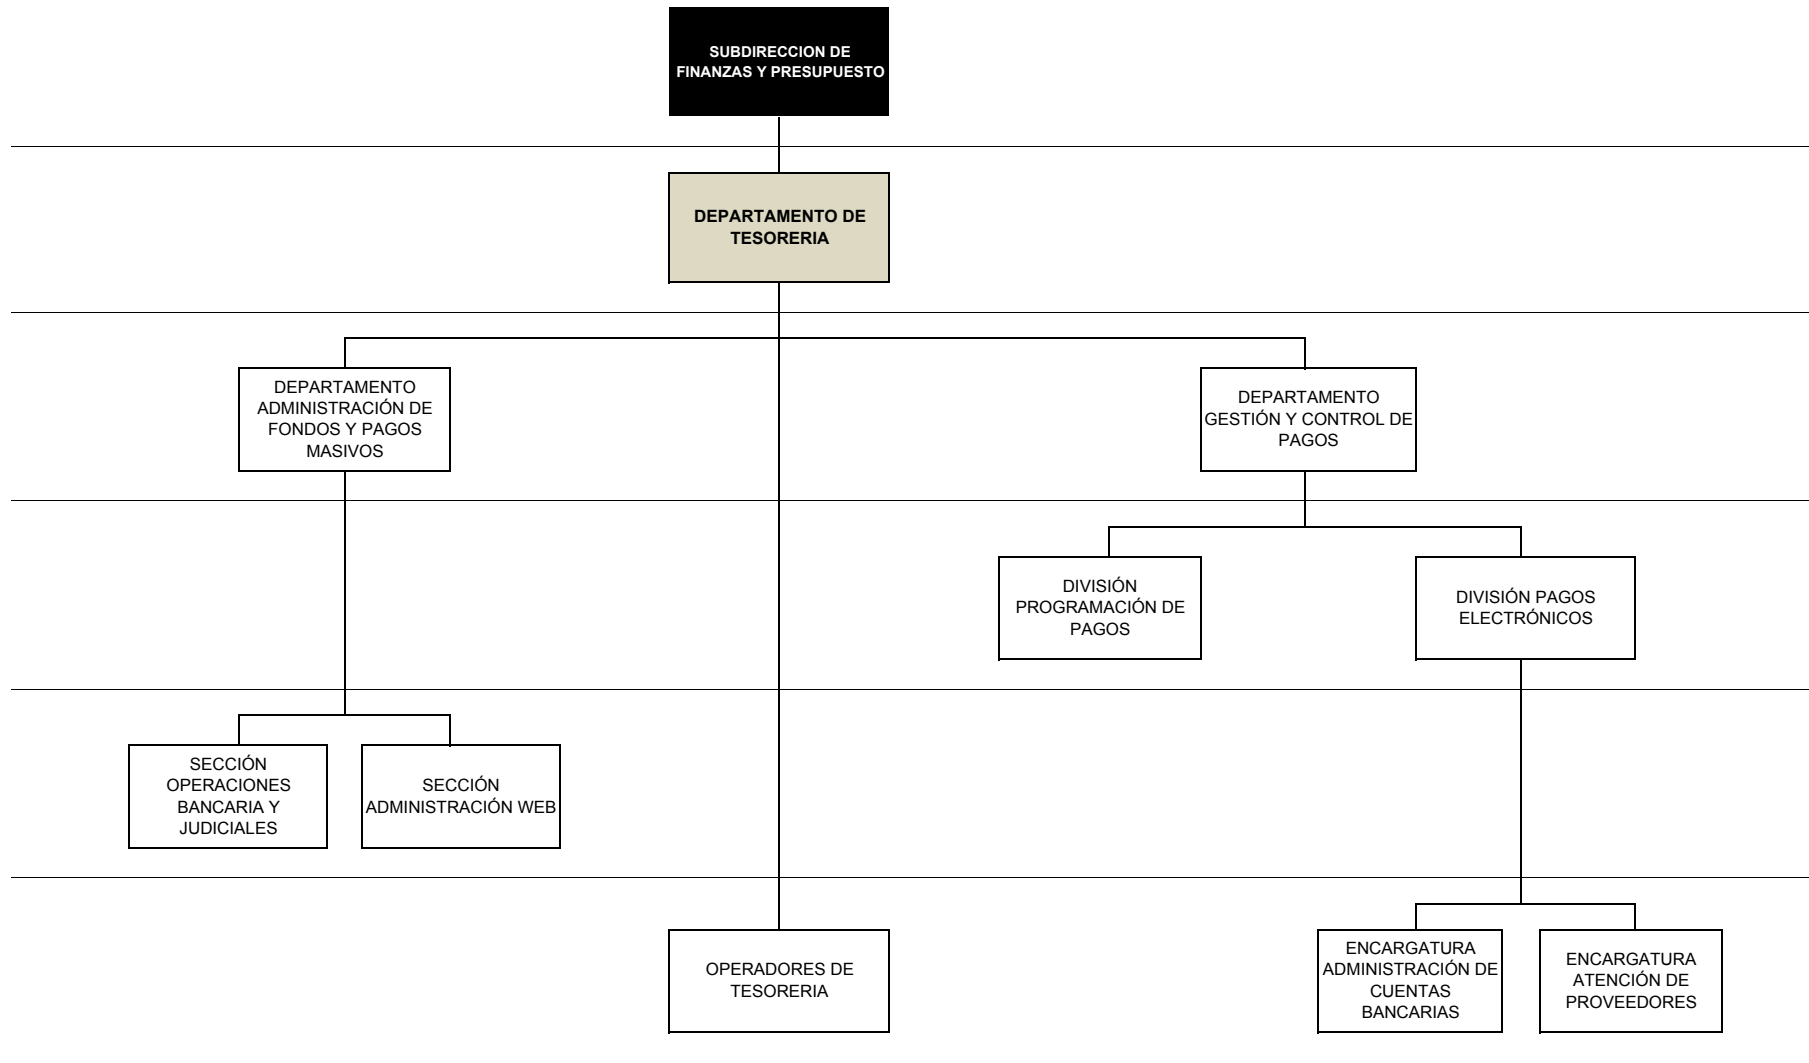 SUBDIRECCION DE
FINANZAS Y PRESUPUESTO
DEPARTAMENTO DE
TESORERIA
DEPARTAMENTO
ADMINISTRACIÓN DE
FONDOS Y PAGOS
MASIVOS
DEPARTAMENTO
GESTIÓN Y CONTROL DE
PAGOS
DIVISIÓN
PROGRAMACIÓN DE
PAGOS
DIVISIÓN PAGOS
ELECTRÓNICOS
SECCIÓN
OPERACIONES
BANCARIA Y
JUDICIALES
SECCIÓN
ADMINISTRACIÓN WEB
OPERADORES DE
TESORERIA
ENCARGATURA
ADMINISTRACIÓN DE
CUENTAS
BANCARIAS
ENCARGATURA
ATENCIÓN DE
PROVEEDORES